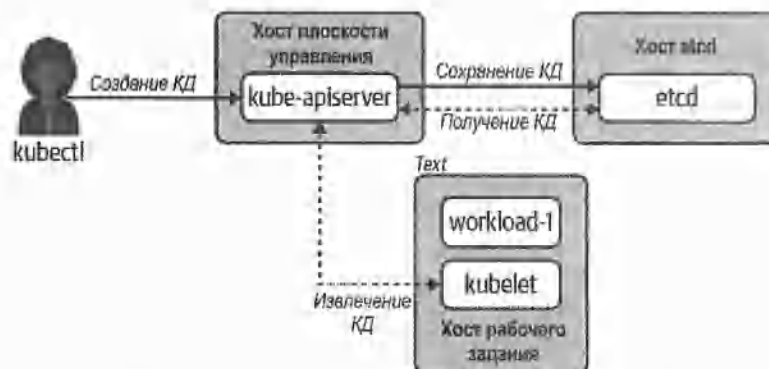 Хост плоскости
управления
Хост etcd
Создание КД
kube-apiserver
Сохранение КД
etcd
Получение КД
kubectl
Text
workload-1
kubelet
Извлечение
КД
Хост рабочего
задания